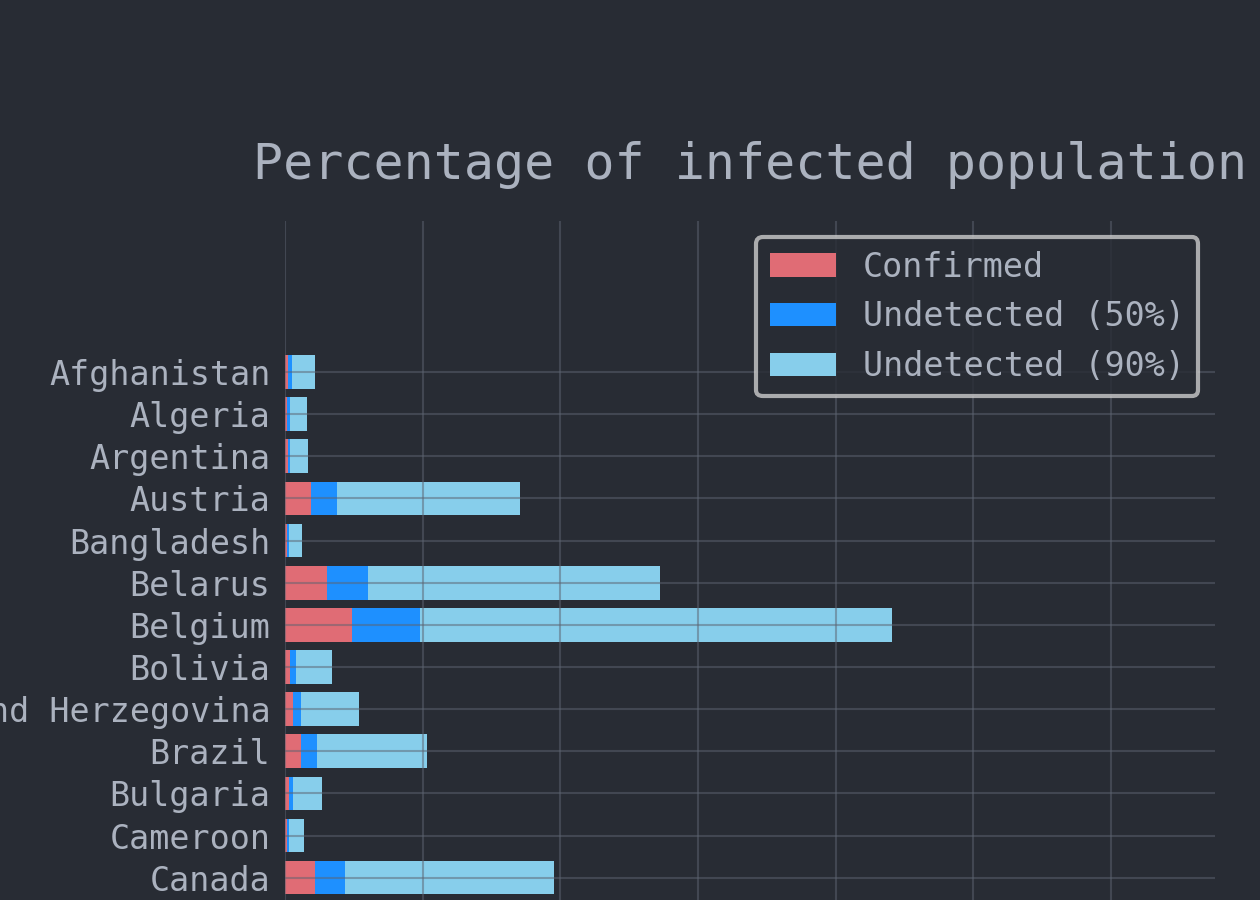 Percentage of infected population
Confirmed
Undetected (50%)
Undetected (90%)
Afghanistan
Algeria
Argentina
Austria
Bangladesh
Belarus
Belgium
Bolivia
Herzegovina
Brazil
Bulgaria
Cameroon
Canada